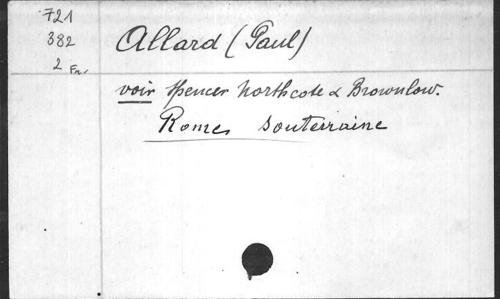 721
382
2 Fr.
Allard (Paul)
voir Spencer Northcote & Brownlow.
Rome souterraine